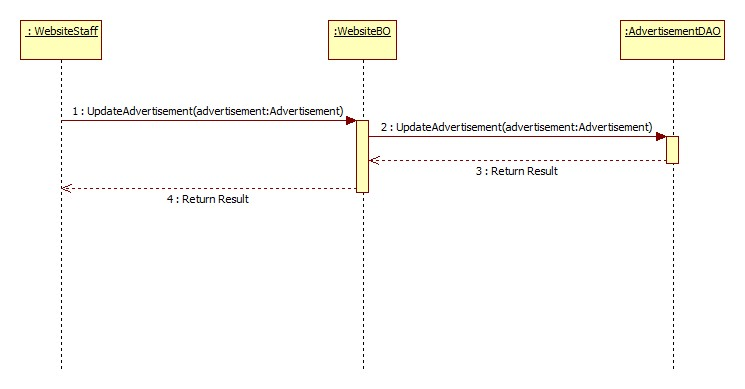 : WebsiteStaff
:WebsiteBO
:AdvertisementDAO
1 : UpdateAdvertisement(advertisement:Advertisement)
2 : UpdateAdvertisement(advertisement:Advertisement)
3 : Return Result
4 : Return Result